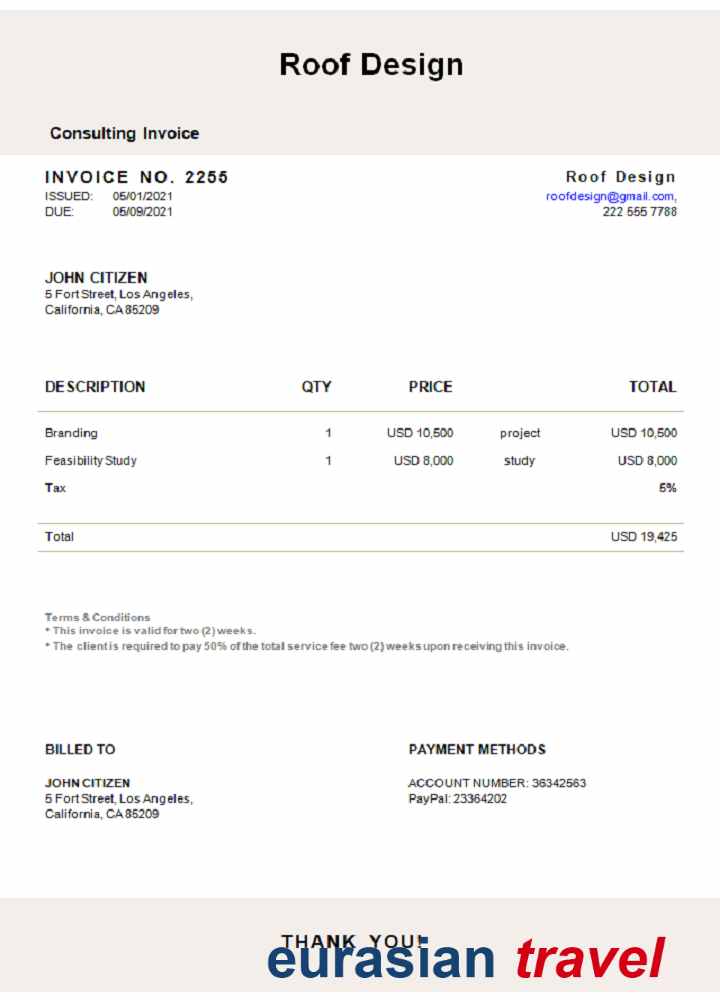 Roof Design
Consulting Invoice
INVOICE NO. 2255
ISSUED: 05/01/2021
DUE: 05/09/2021
Roof Design
roofdesign@gmail.com,
222 555 7788
JOHN CITIZEN
5 Fort Street, Los Angeles,
California, CA 85209
DESCRIPTION QTY PRICE TOTAL
Branding 1 USD 10,500 project USD 10,500
Feasibility Study 1 USD 8,000 study USD 8,000
Tax 5%
Total USD 19,425
Terms & Conditions
* This invoice is valid for two (2) weeks.
* The client is required to pay 50% of the total service fee two (2) weeks upon receiving this invoice.
BILLED TO
JOHN CITIZEN
5 Fort Street, Los Angeles,
California, CA 85209
PAYMENT METHODS
ACCOUNT NUMBER: 36342563
PayPal: 23364202
THANK YOU!
eurasian travel